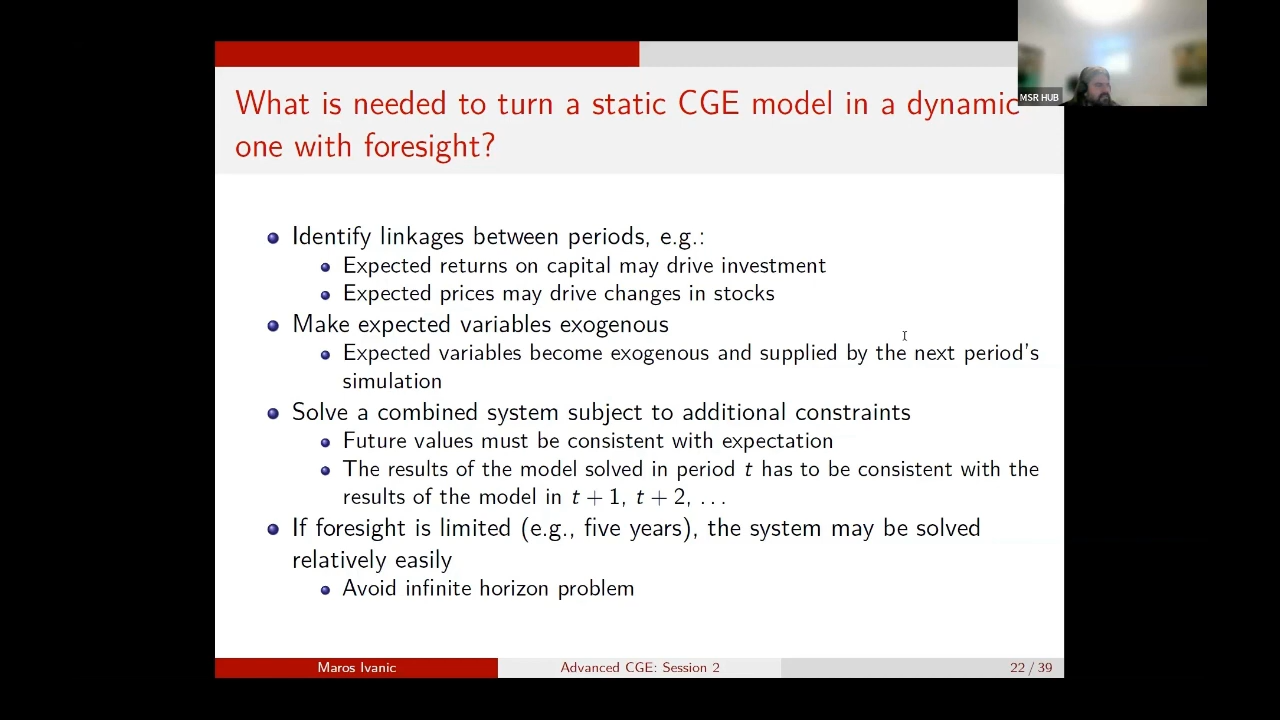 What is needed to turn a static CGE model in a dynamic
one with foresight?
MSR HUB
Identify linkages between periods, e.g.:
Expected returns on capital may drive investment
Expected prices may drive changes in stocks
Make expected variables exogenous
Expected variables become exogenous and supplied by the next period's
simulation
Solve a combined system subject to additional constraints
Future values must be consistent with expectation
The results of the model solved in period t has to be consistent with the
results of the model in t + 1, t + 2, ...
If foresight is limited (e.g., five years), the system may be solved
relatively easily
Avoid infinite horizon problem
Maros Ivanic
Advanced CGE: Session 2
22 / 39